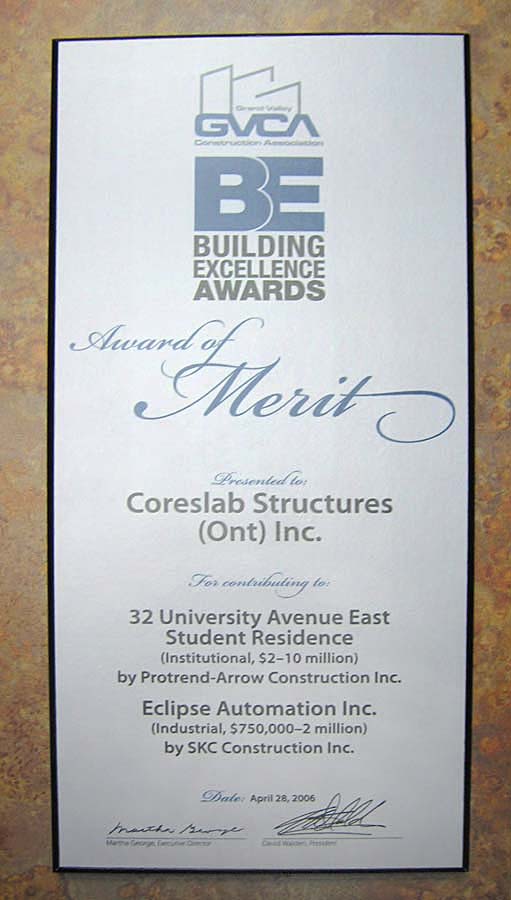 Grand Valley
GVCA
Construction Association
BE
BUILDING
EXCELLENCE
AWARDS
Award of
Merit
Presented to:
Coreslab Structures
(Ont) Inc.
For contributing to:
32 University Avenue East
Student Residence
(Institutional, $2–10 million)
by Protrend-Arrow Construction Inc.
Eclipse Automation Inc.
(Industrial, $750,000–2 million)
by SKC Construction Inc.
Date: April 28, 2006
Martha George
Martha George, Executive Director
David Walden, President